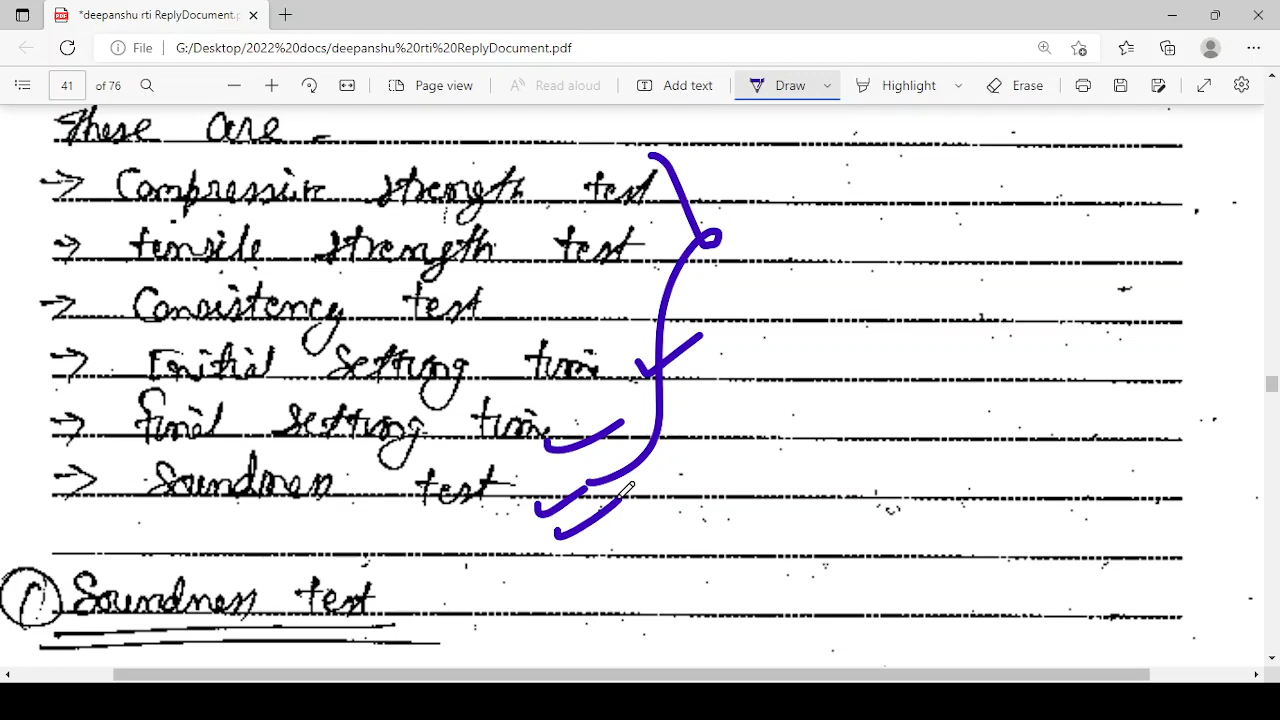 *deepanshu rti ReplyDocument.p
File G:/Desktop/2022%20docs/deepanshu%20rti%20ReplyDocument.pdf
41 of 76 Page view Read aloud Add text Draw Highlight Erase
These are -
→ Compressive strength test
→ tensile strength test
→ Consistency test
→ Initial setting time
→ final setting time
→ Soundness test
Soundness test